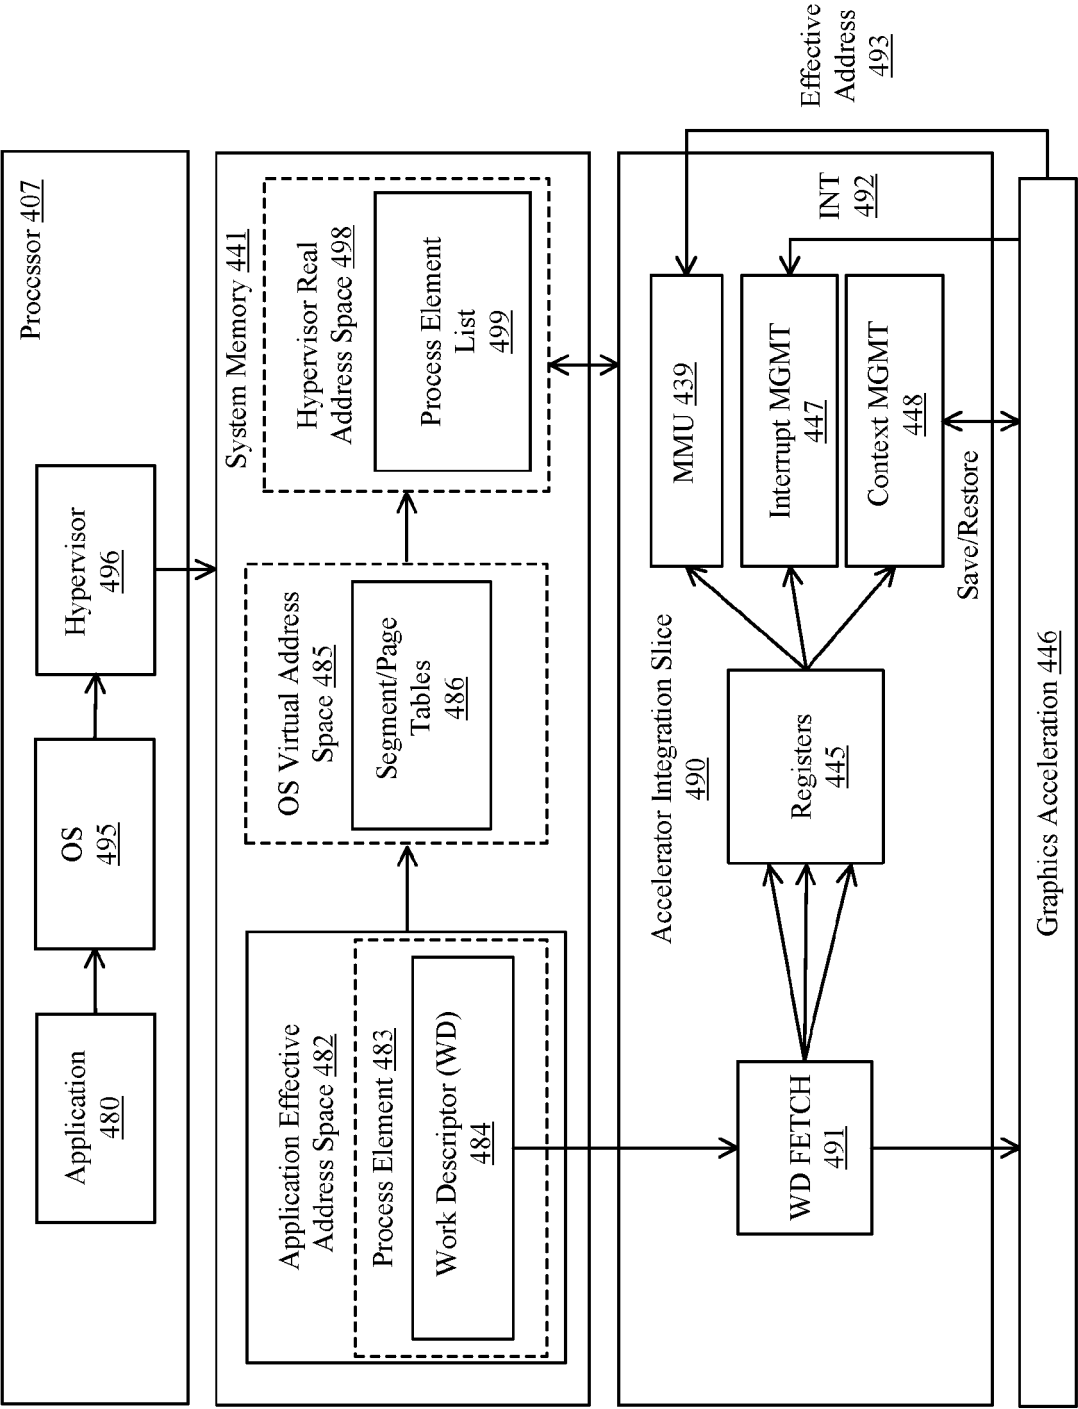 Processor 407
Application
480
OS
495
Hypervisor
496
System Memory 441
Application Effective
Address Space 482
Process Element 483
Work Descriptor (WD)
484
OS Virtual Address
Space 485
Segment/Page
Tables
486
Hypervisor Real
Address Space 498
Process Element
List
499
Accelerator Integration Slice
490
WD FETCH
491
Registers
445
MMU 439
Interrupt MGMT
447
Context MGMT
448
INT
492
Effective
Address
493
Save/Restore
Graphics Acceleration 446